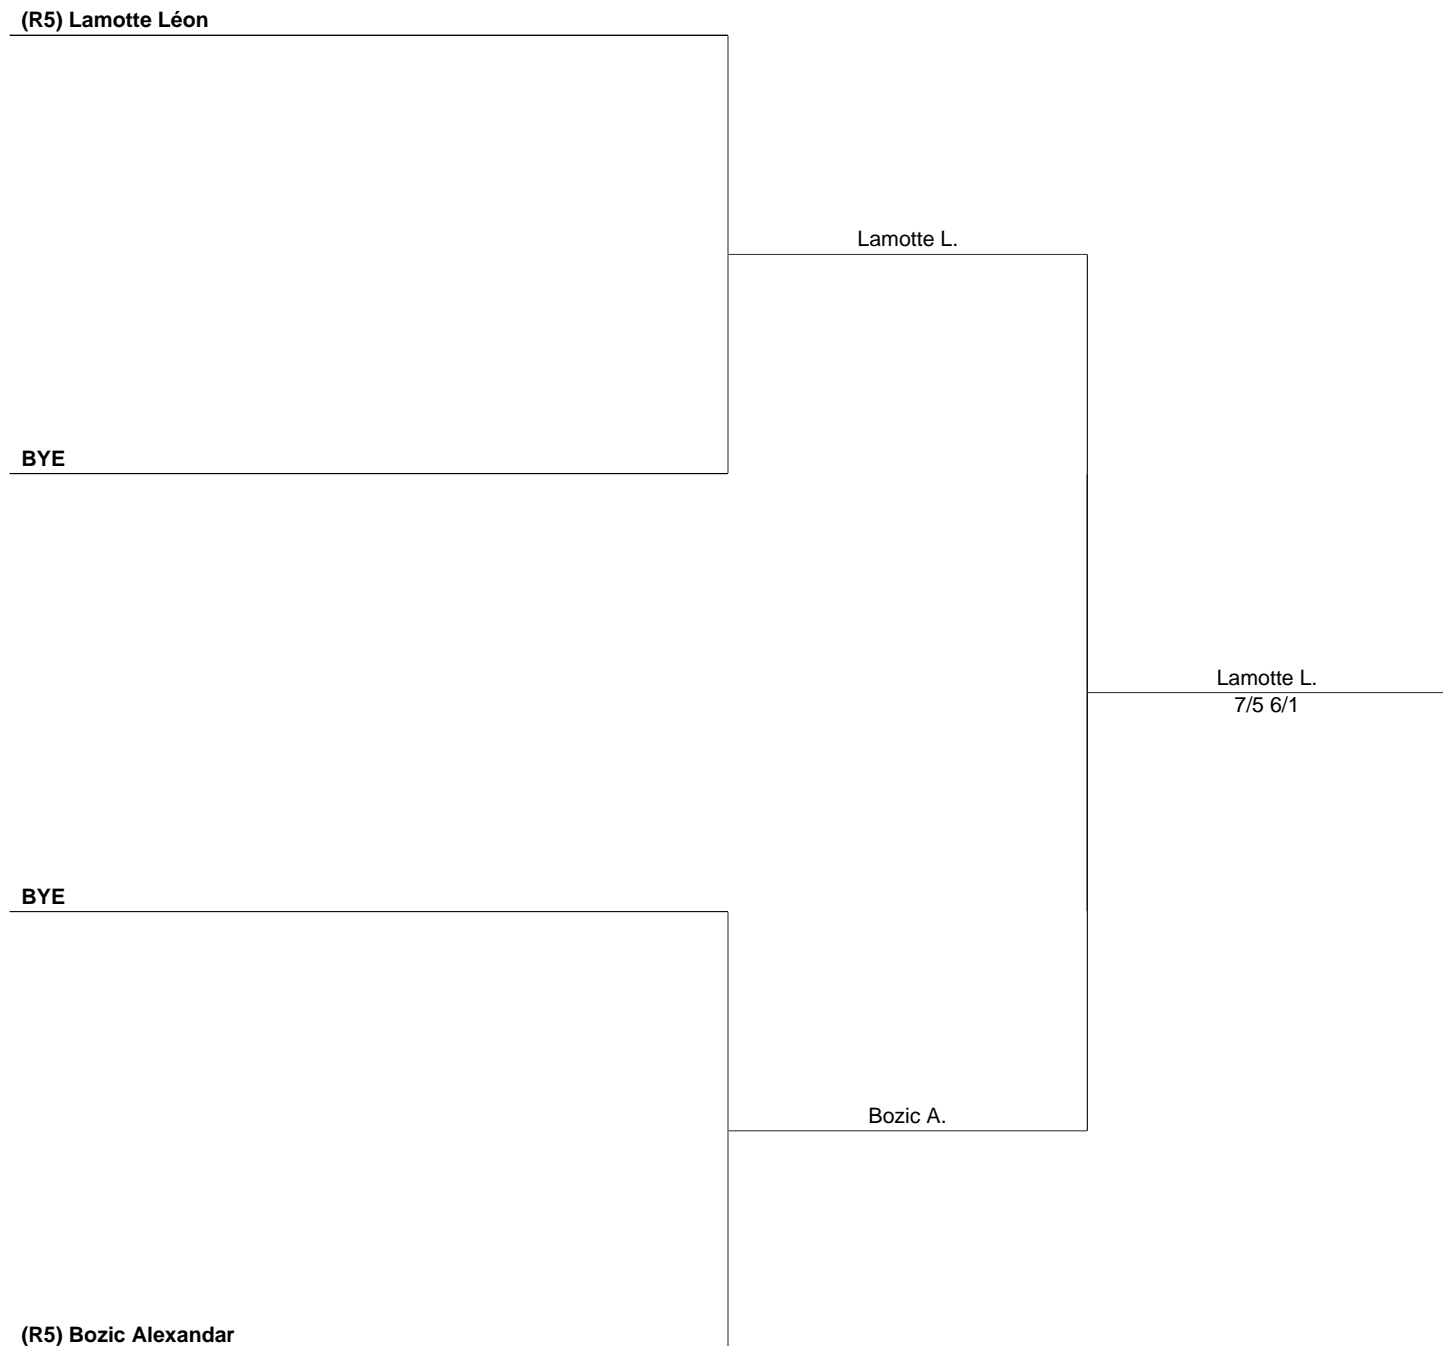 (R5) Lamotte Léon
Lamotte L.
BYE
Lamotte L.
7/5 6/1
BYE
Bozic A.
(R5) Bozic Alexandar